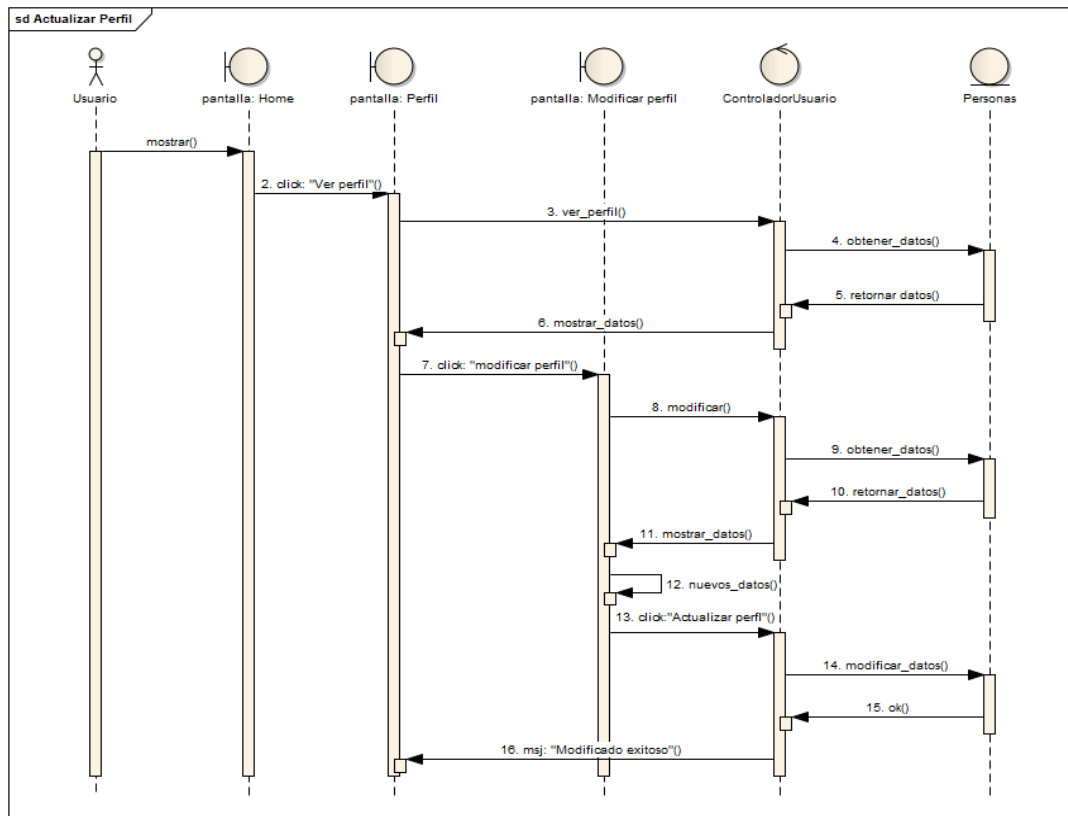 sd Actualizar Perfil
Usuario
pantalla: Home
pantalla: Perfil
pantalla: Modificar perfil
ControladorUsuario
Personas
mostrar()
2. click: "Ver perfil"()
3. ver_perfil()
4. obtener_datos()
5. retornar datos()
6. mostrar_datos()
7. click: "modificar perfil"()
8. modificar()
9. obtener_datos()
10. retornar_datos()
11. mostrar_datos()
12. nuevos_datos()
13. click:"Actualizar perfl"()
14. modificar_datos()
15. ok()
16. msj: "Modificado exitoso"()